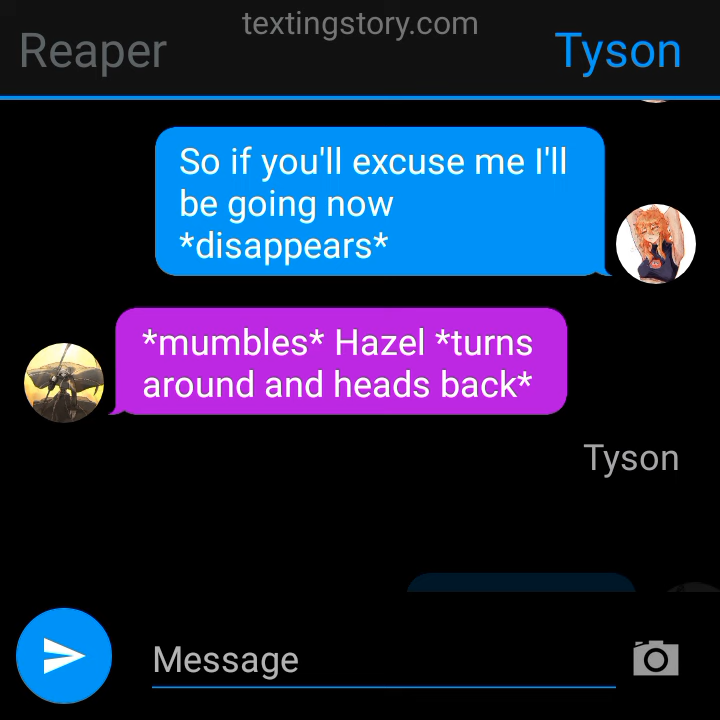 textingstory.com
Reaper
Tyson
So if you'll excuse me I'll
be going now
*disappears*
*mumbles* Hazel *turns
around and heads back*
Tyson
Message